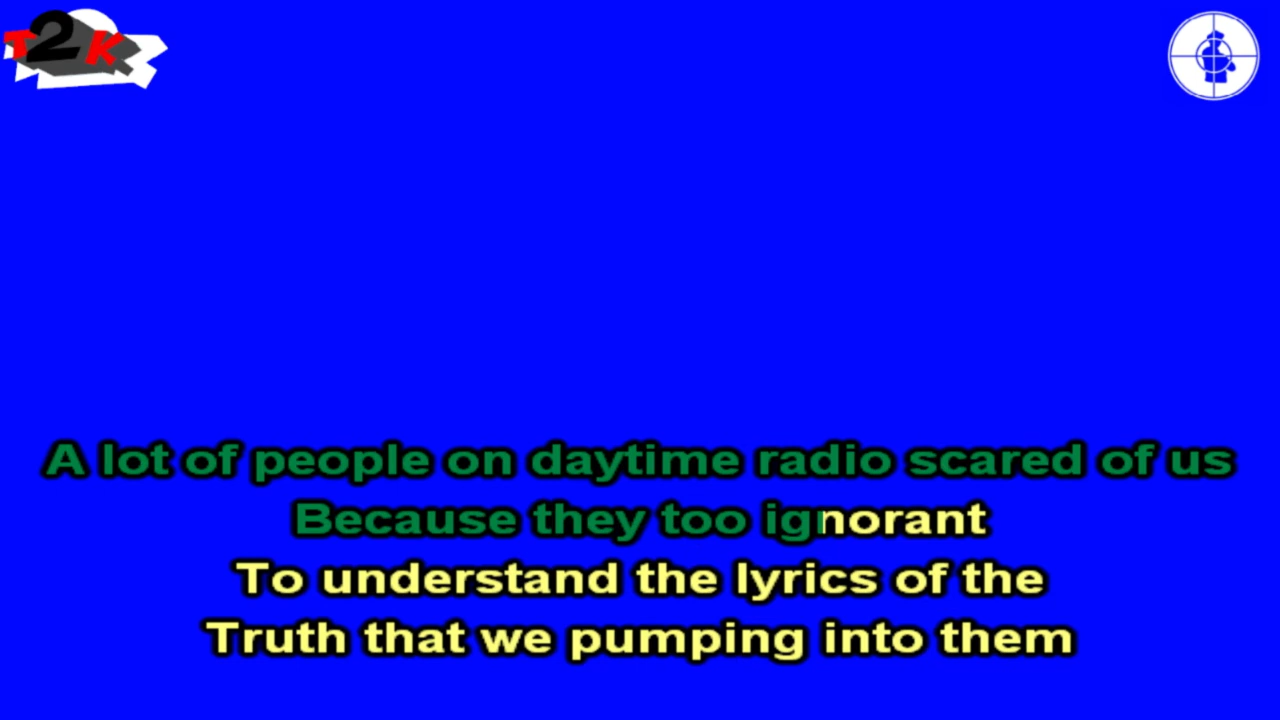 T2K
A lot of people on daytime radio scared of us
Because they too ignorant
To understand the lyrics of the
Truth that we pumping into them